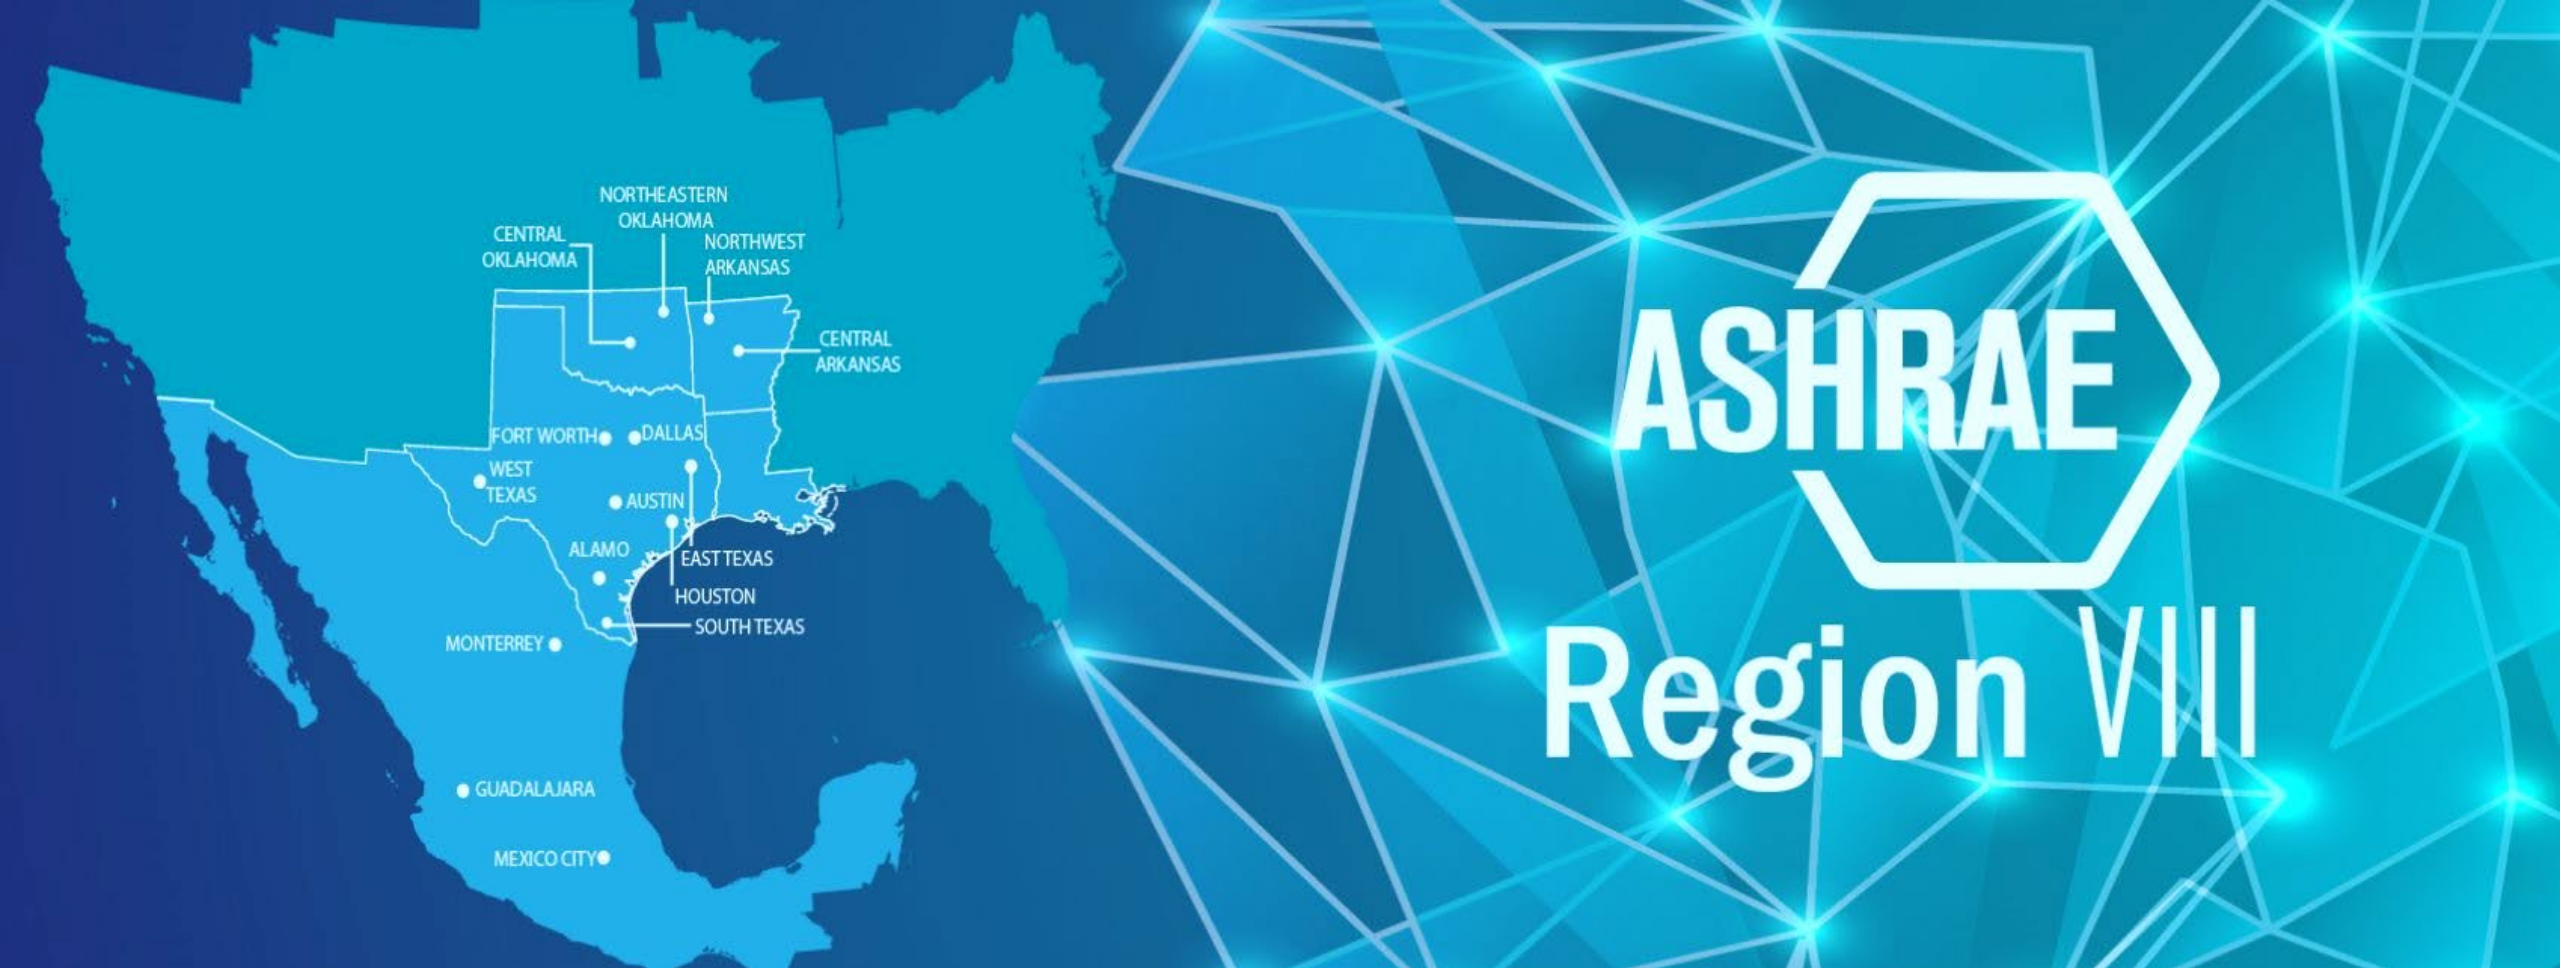 NORTHEASTERN
OKLAHOMA
CENTRAL
OKLAHOMA
NORTHWEST
ARKANSAS
CENTRAL
ARKANSAS
FORT WORTH
DALLAS
WEST
TEXAS
AUSTIN
ALAMO
EAST TEXAS
HOUSTON
SOUTH TEXAS
MONTERREY
GUADALAJARA
MEXICO CITY
ASHRAE
Region VIII